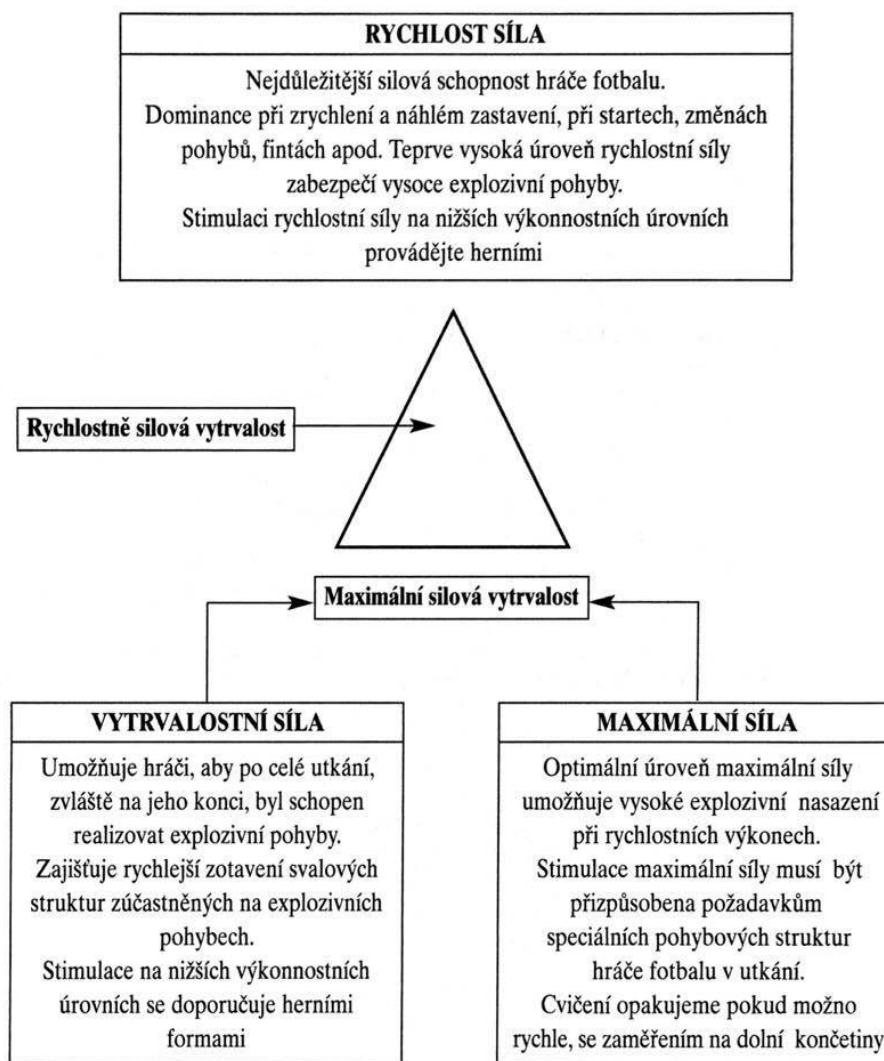 RYCHLOST SÍLA
Nejdůležitější silová schopnost hráče fotbalu.
Dominance při zrychlení a náhlém zastavení, při startech, změnách
pohybů, fintách apod. Teprve vysoká úroveň rychlostní síly
zabezpečí vysoce explozivní pohyby.
Stimulaci rychlostní síly na nižších výkonnostních úrovních
provádějte herními
Rychlostně silová vytrvalost
Maximální silová vytrvalost
VYTRVALOSTNÍ SÍLA
Umožňuje hráči, aby po celé utkání,
zvláště na jeho konci, byl schopen
realizovat explozivní pohyby.
Zajišťuje rychlejší zotavení svalových
struktur zúčastněných na explozivních
pohybech.
Stimulace na nižších výkonnostních
úrovních se doporučuje herními
formami
MAXIMÁLNÍ SÍLA
Optimální úroveň maximální síly
umožňuje vysoké explozivní nasazení
při rychlostních výkonech.
Stimulace maximální síly musí být
přizpůsobena požadavkům
speciálních pohybových struktur
hráče fotbalu v utkání.
Cvičení opakujeme pokud možno
rychle, se zaměřením na dolní končetiny